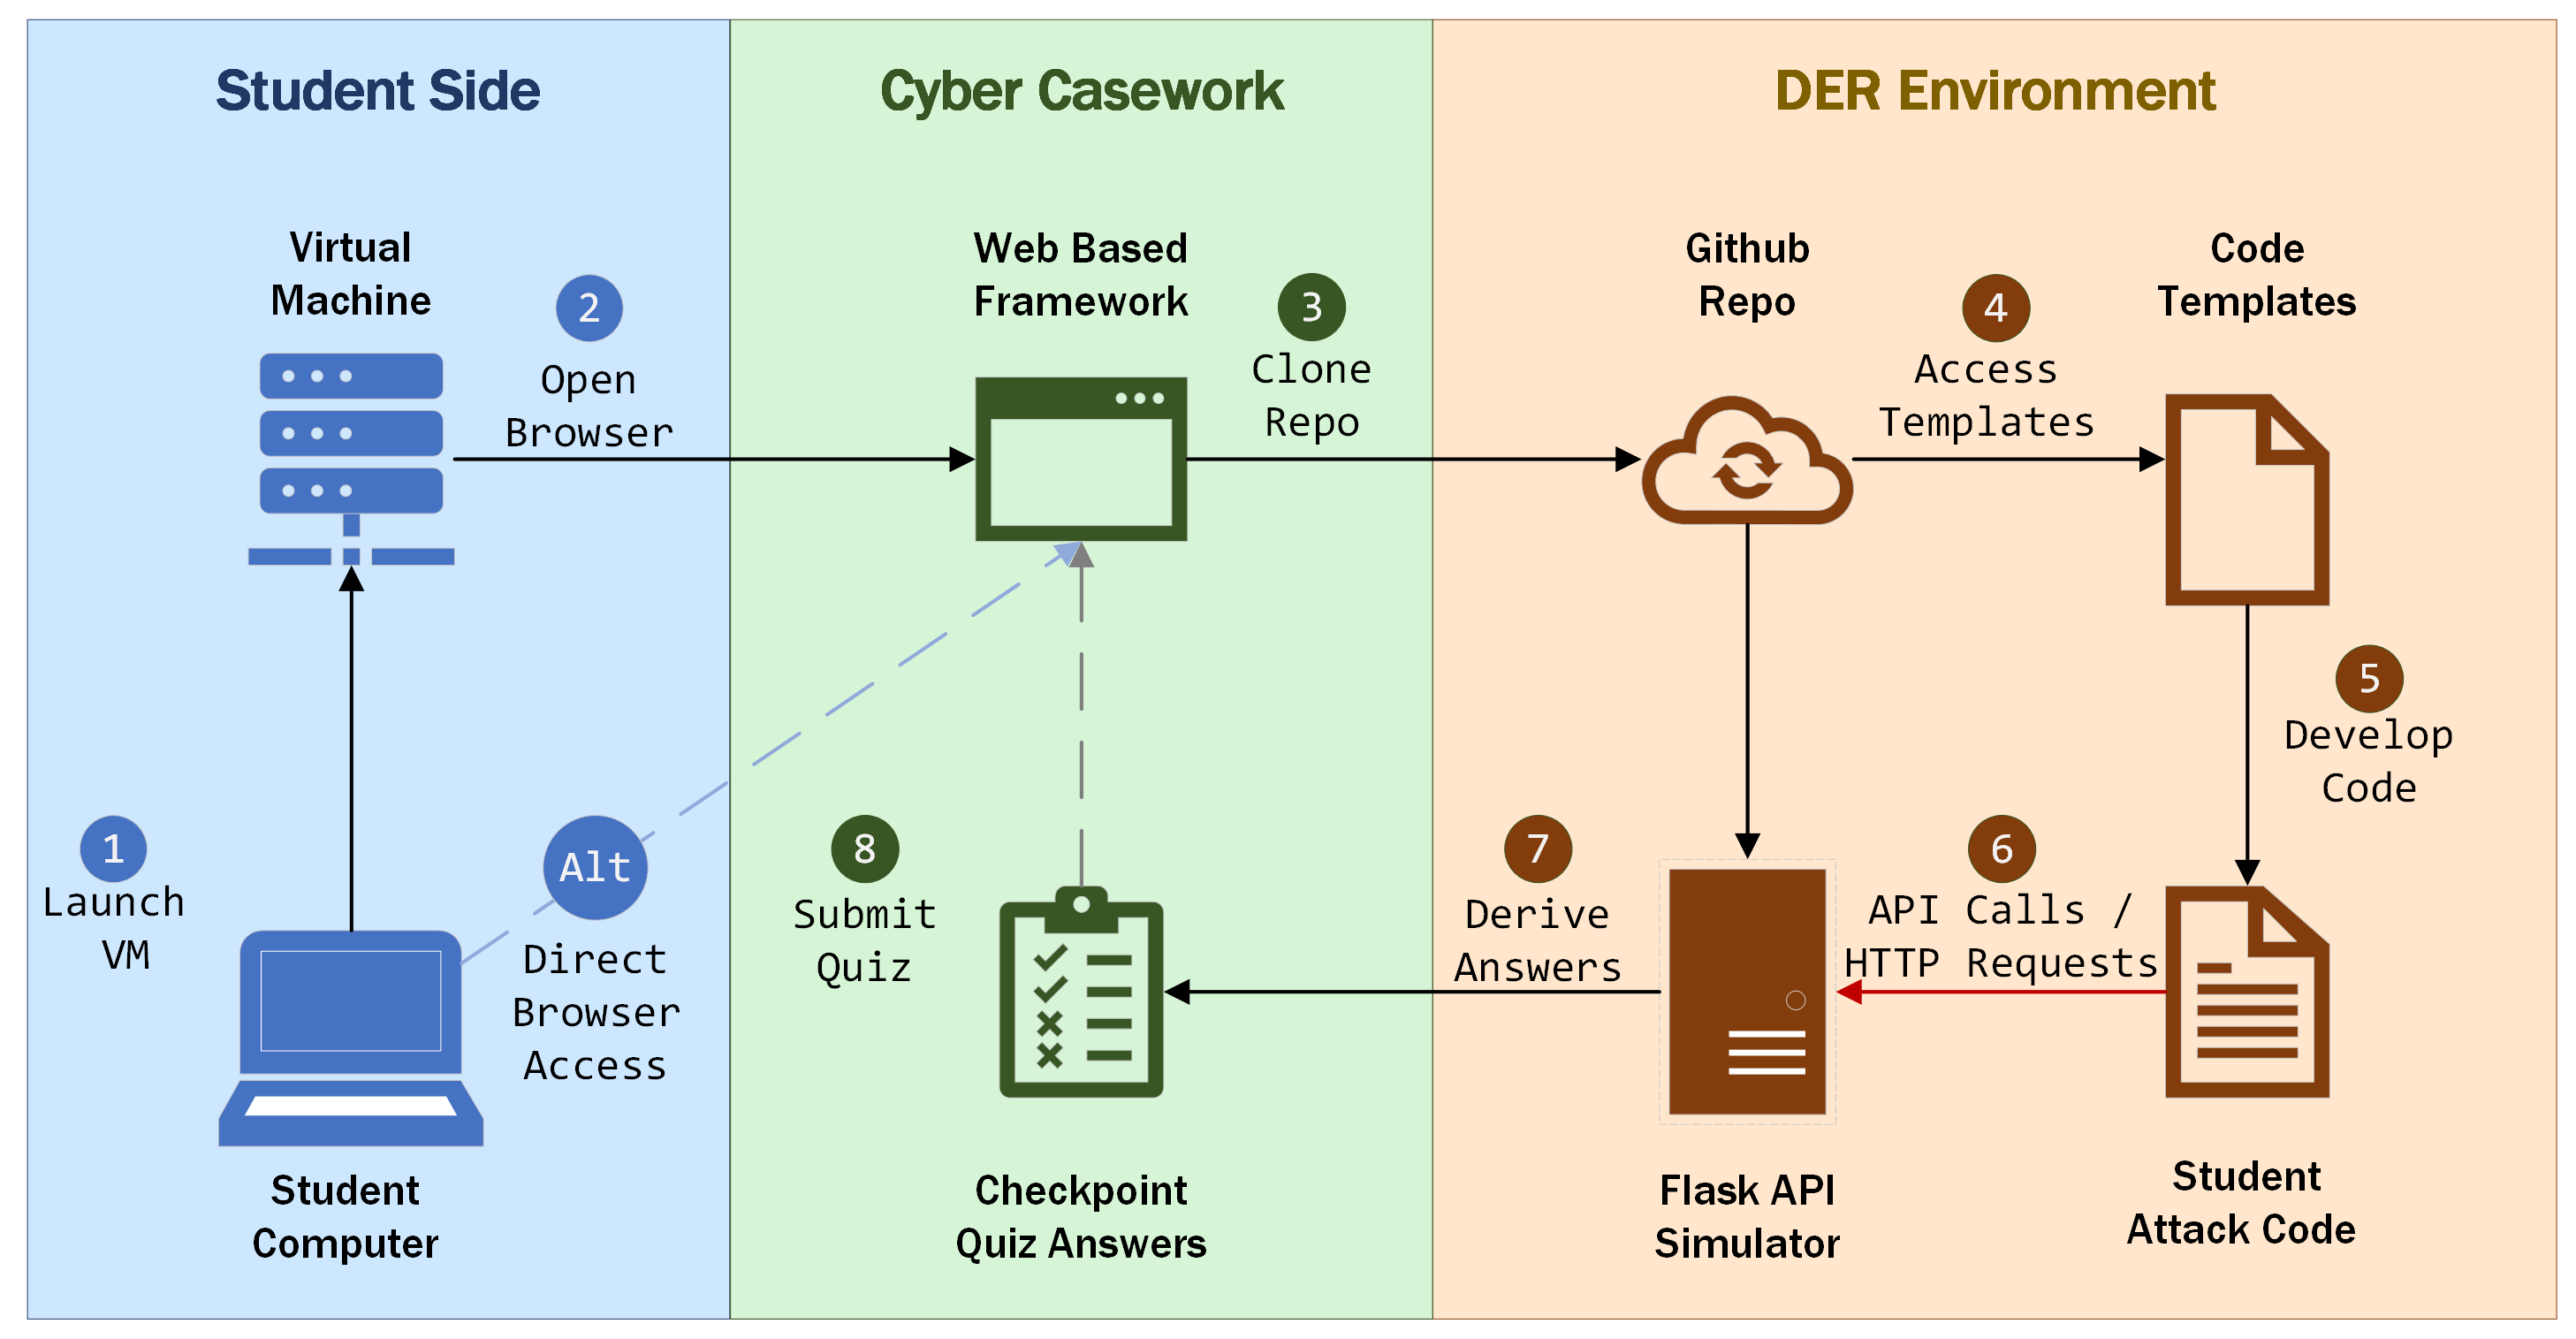 Student Side
Cyber Casework
DER Environment
Virtual
Machine
2
Open
Browser
Web Based
Framework
3
Clone
Repo
Github
Repo
4
Access
Templates
Code
Templates
5
Develop
Code
1
Launch
VM
Alt
Direct
Browser
Access
8
Submit
Quiz
7
Derive
Answers
6
API Calls /
HTTP Requests
Student
Computer
Checkpoint
Quiz Answers
Flask API
Simulator
Student
Attack Code